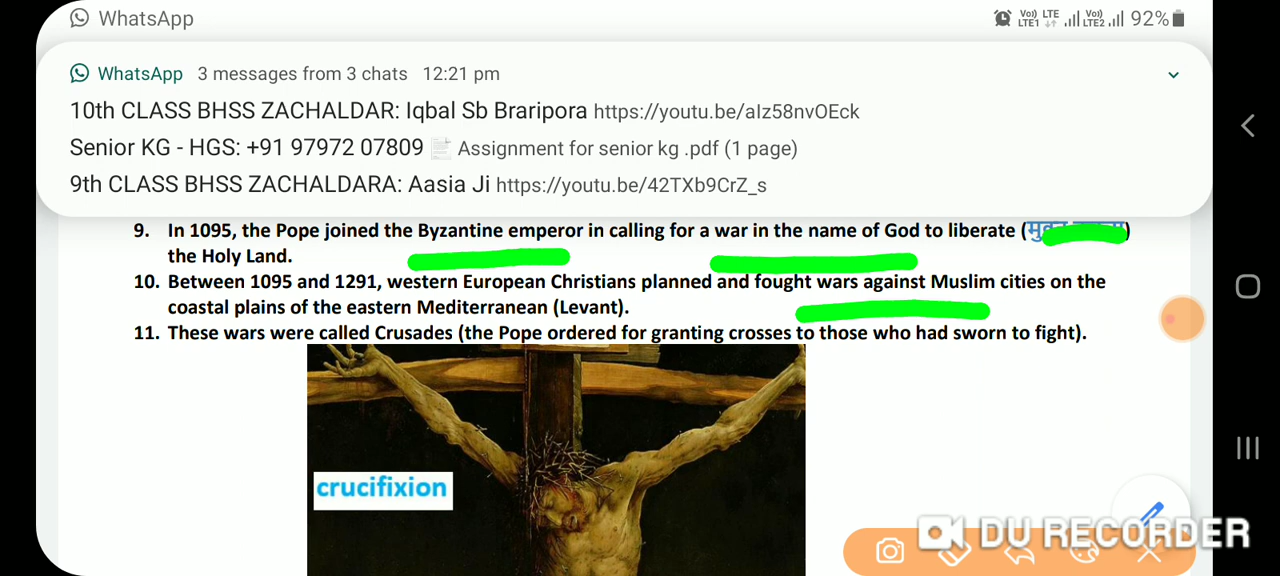 WhatsApp
Vo)) LTE Vo)) 92%
LTE1 LTE2
WhatsApp 3 messages from 3 chats 12:21 pm
10th CLASS BHSS ZACHALDAR: Iqbal Sb Braripora https://youtu.be/aIz58nvOEck
Senior KG - HGS: +91 97972 07809 Assignment for senior kg .pdf (1 page)
9th CLASS BHSS ZACHALDARA: Aasia Ji https://youtu.be/42TXb9CrZ_s
9. In 1095, the Pope joined the Byzantine emperor in calling for a war in the name of God to liberate ( )
the Holy Land.
10. Between 1095 and 1291, western European Christians planned and fought wars against Muslim cities on the
coastal plains of the eastern Mediterranean (Levant).
11. These wars were called Crusades (the Pope ordered for granting crosses to those who had sworn to fight).
crucifixion
DU RECORDER